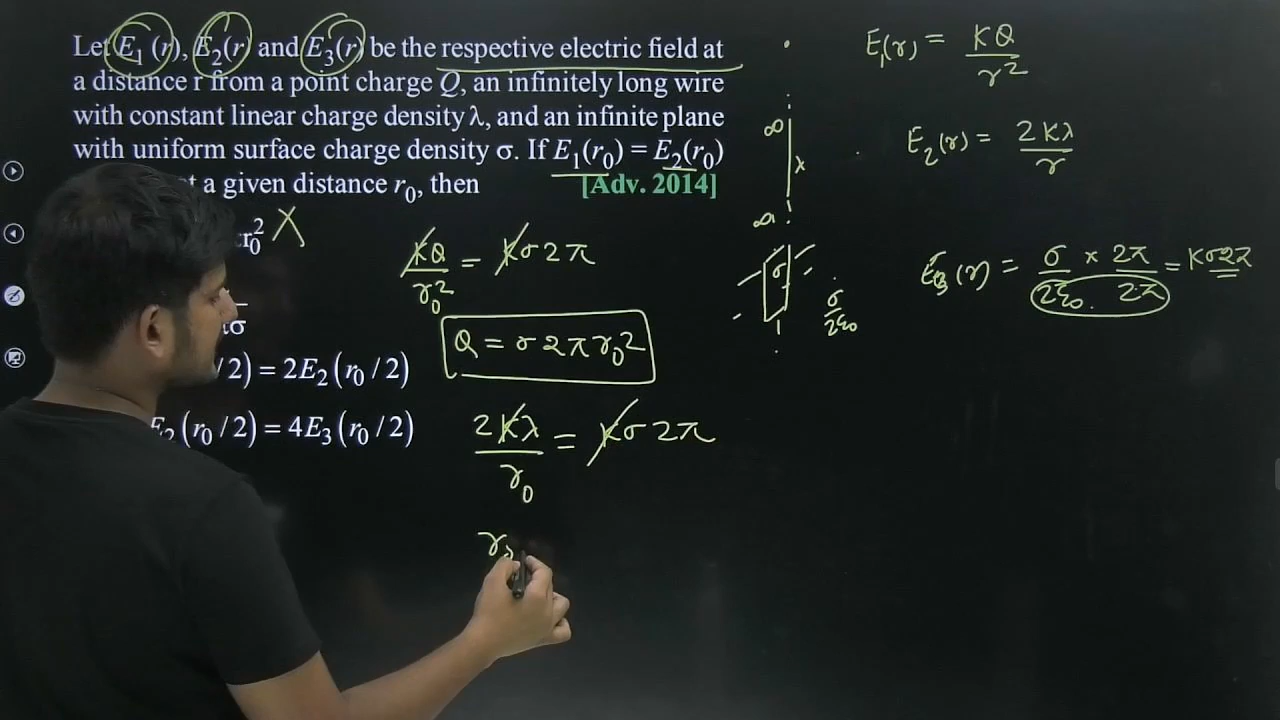 Let E₁(r), E₂(r) and E₃(r) be the respective electric field at
a distance r from a point charge Q, an infinitely long wire
with constant linear charge density λ, and an infinite plane
with uniform surface charge density σ. If E₁(r₀) = E₂(r₀)
t a given distance r₀, then [Adv. 2014]
r₀² X
σ
/2) = 2E₂(r₀/2)
E₂(r₀/2) = 4E₃(r₀/2)
KQ/r₀² = Kσ2π
Q = σ2πr₀²
2Kλ/r₀ = Kσ2π
r₀
E₁(r) = KQ/r²
∞
λ
∞
E₂(r) = 2Kλ/r
σ
σ/2ε₀
E₃(r) = σ/2ε₀ × 2π/2π = Kσ2π